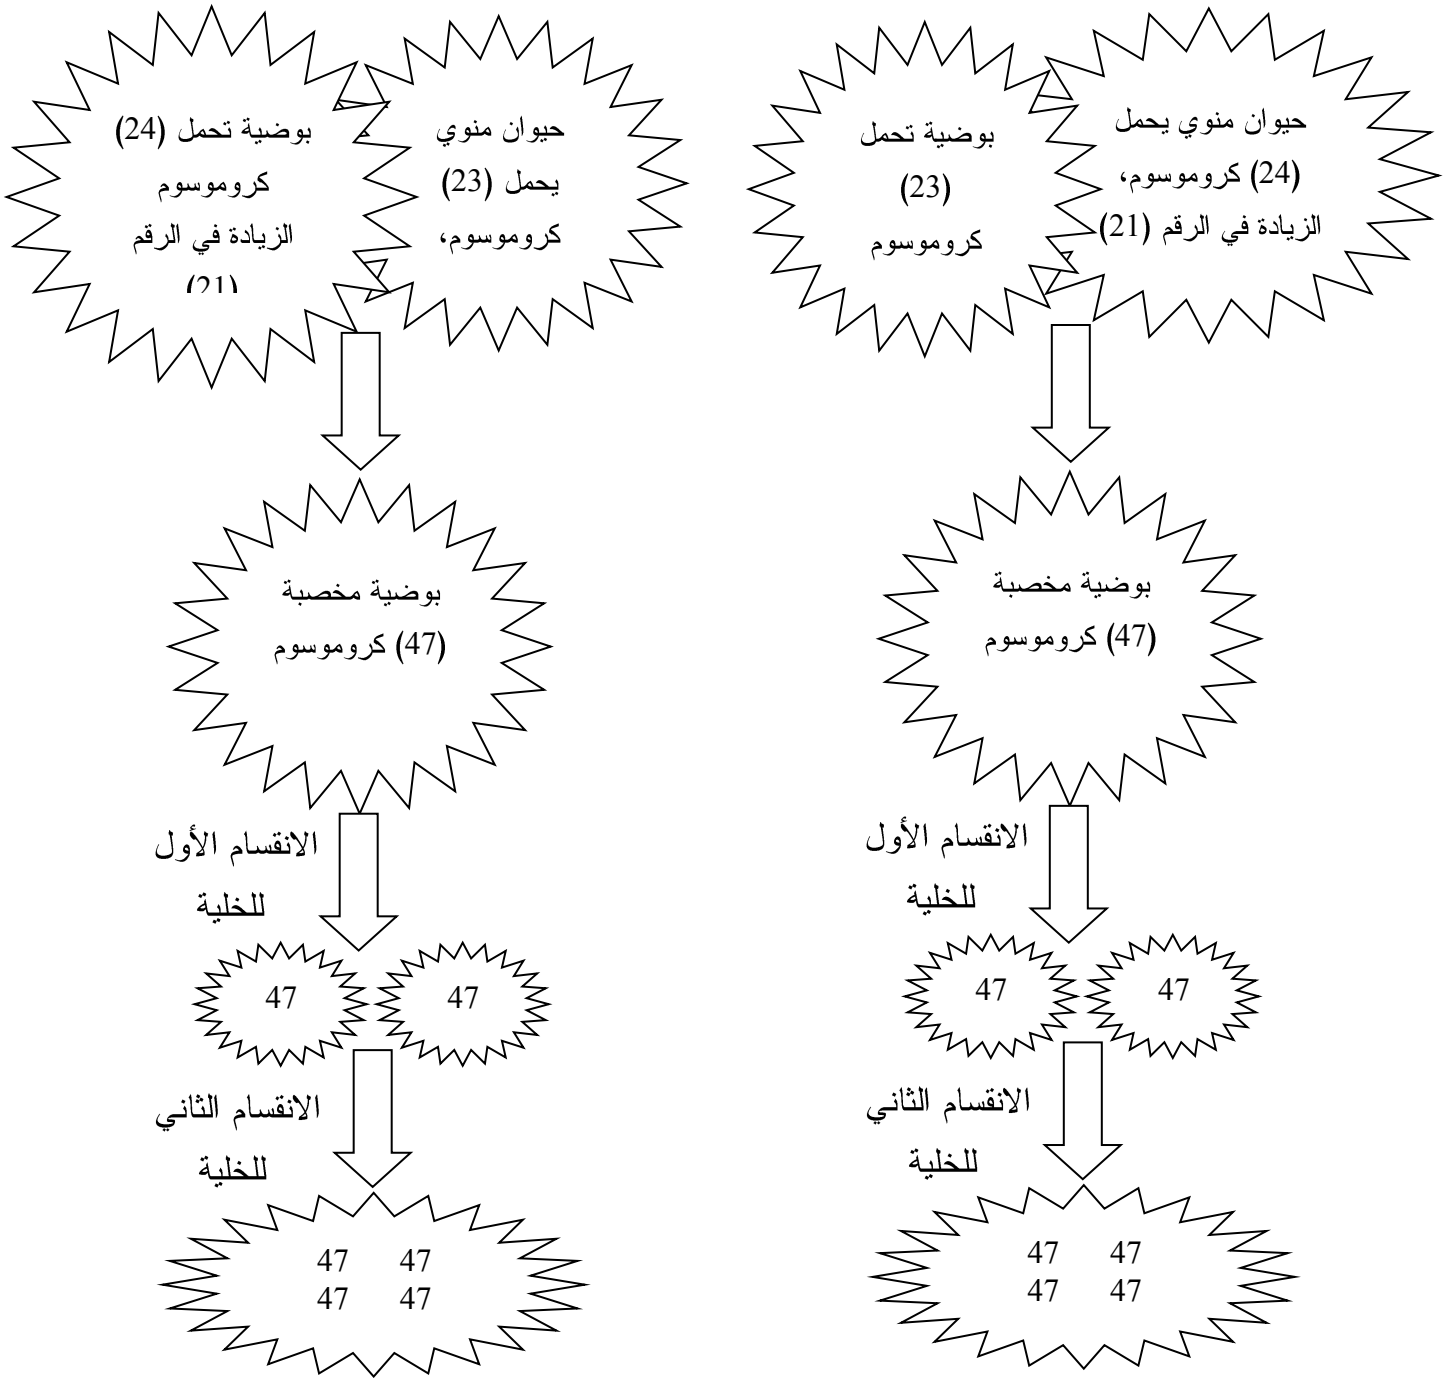 حيوان منوي يحمل
(24) كروموسوم،
الزيادة في الرقم (21)
بوضية تحمل
(23)
كروموسوم
بوضية مخصبة
(47) كروموسوم
الانقسام الأول
للخلية
47 47
الانقسام الثاني
للخلية
47 47
47 47
حيوان منوي
يحمل (23)
كروموسوم،
بوضية تحمل (24)
كروموسوم
الزيادة في الرقم
(21)
بوضية مخصبة
(47) كروموسوم
الانقسام الأول
للخلية
47 47
الانقسام الثاني
للخلية
47 47
47 47